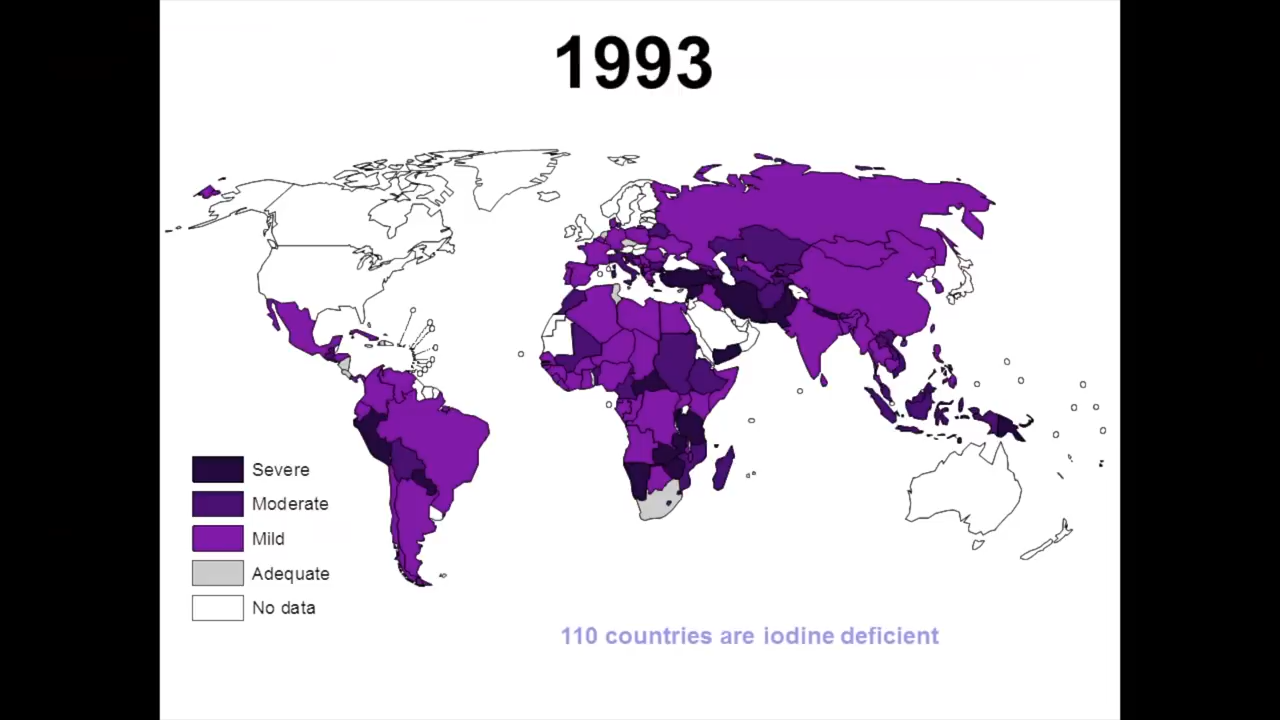 1993
Severe
Moderate
Mild
Adequate
No data
110 countries are iodine deficient